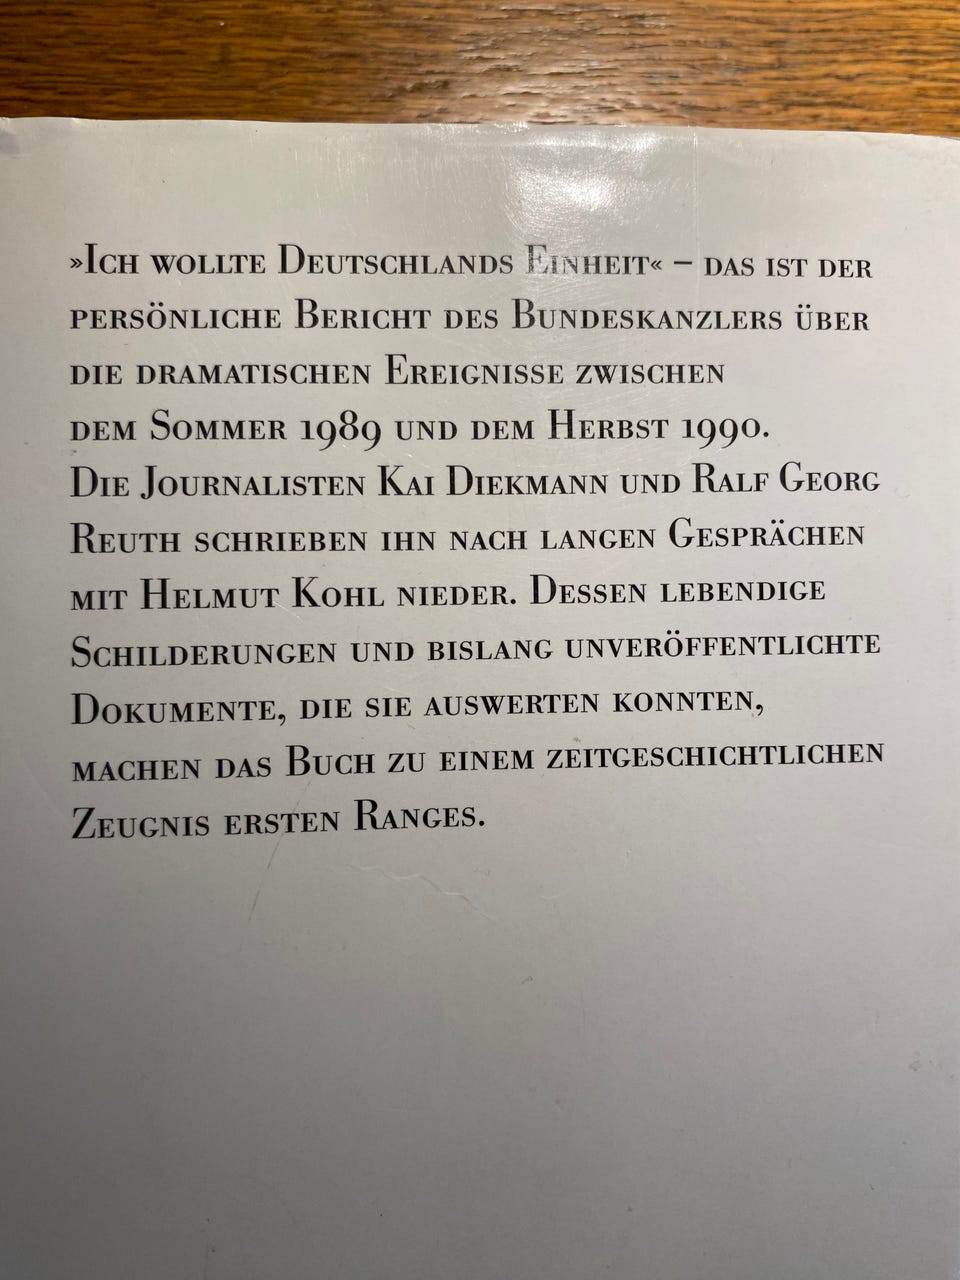 »Ich wollte Deutschlands Einheit« – das ist der
persönliche Bericht des Bundeskanzlers über
die dramatischen Ereignisse zwischen
dem Sommer 1989 und dem Herbst 1990.
Die Journalisten Kai Diekmann und Ralf Georg
Reuth schrieben ihn nach langen Gesprächen
mit Helmut Kohl nieder. Dessen lebendige
Schilderungen und bislang unveröffentlichte
Dokumente, die sie auswerten konnten,
machen das Buch zu einem zeitgeschichtlichen
Zeugnis ersten Ranges.